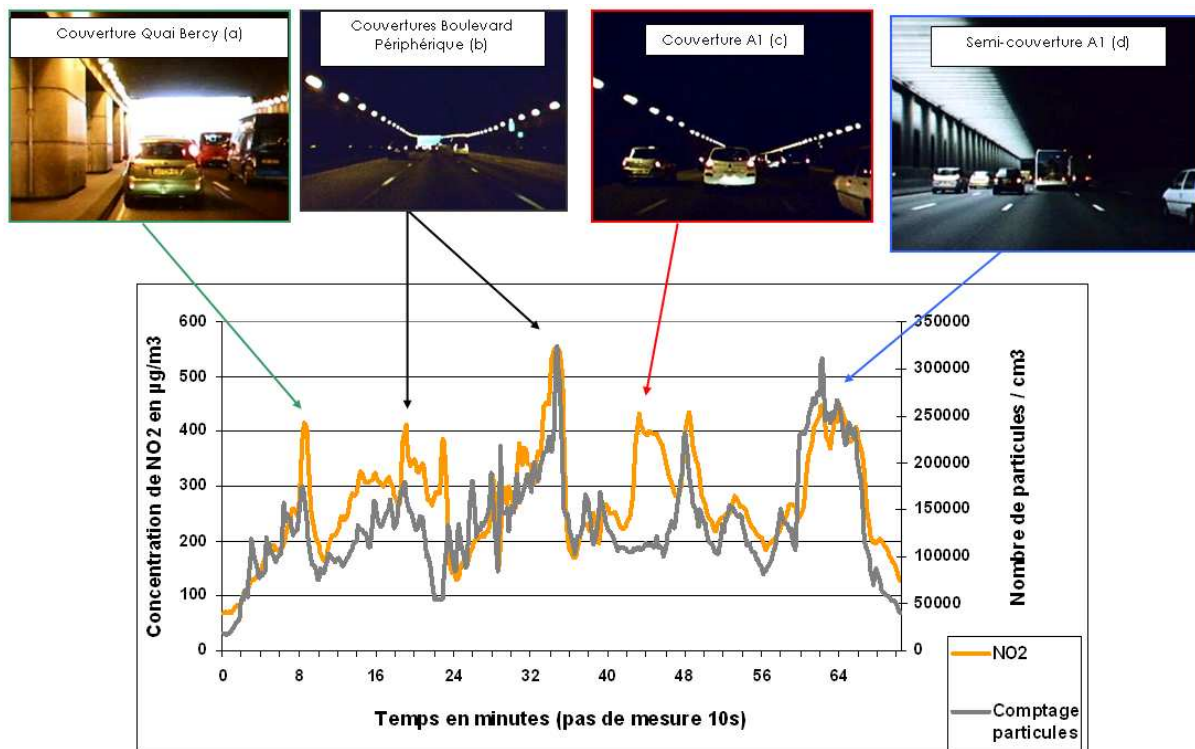 Couverture Quai Bercy (a)
Couvertures Boulevard
Périphérique (b)
Couverture A1 (c)
Semi-couverture A1 (d)
600
500
400
300
200
100
0
Concentration de NO2 en µg/m3
350000
300000
250000
200000
150000
100000
50000
0
Nombre de particules / cm3
0 8 16 24 32 40 48 56 64
Temps en minutes (pas de mesure 10s)
NO2
Comptage
particules